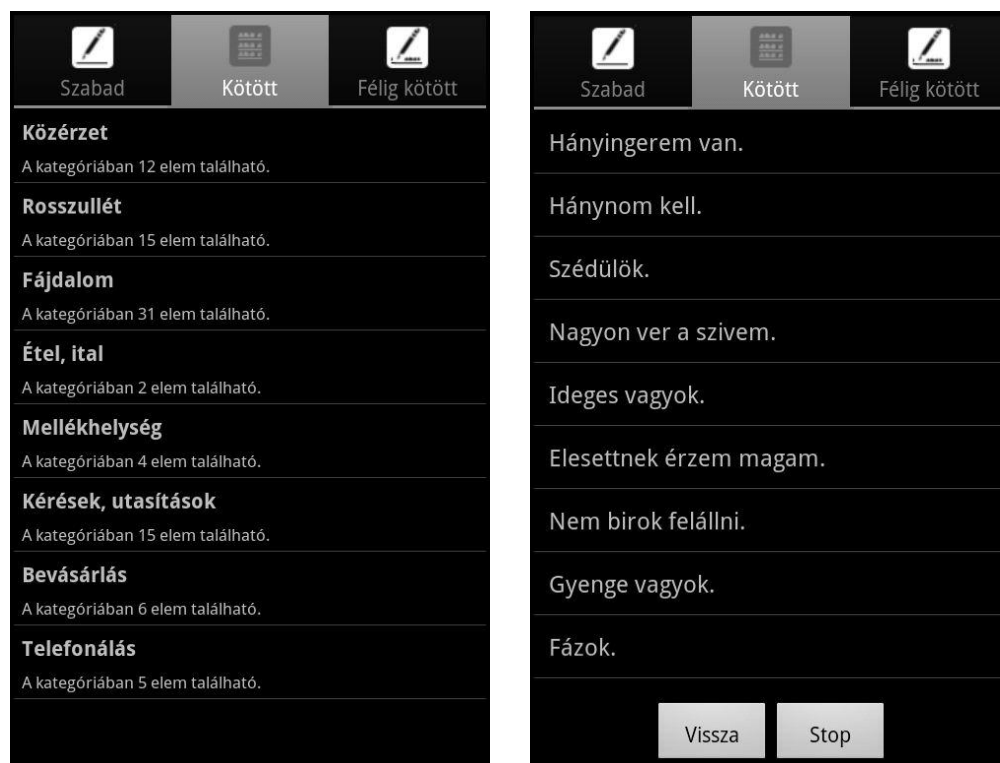 Szabad
Kötött
Félig kötött
Közérzet
A kategóriában 12 elem található.
Rosszullét
A kategóriában 15 elem található.
Fájdalom
A kategóriában 31 elem található.
Étel, ital
A kategóriában 2 elem található.
Mellékhelység
A kategóriában 4 elem található.
Kérések, utasítások
A kategóriában 15 elem található.
Bevásárlás
A kategóriában 6 elem található.
Telefonálás
A kategóriában 5 elem található.
Szabad
Kötött
Félig kötött
Hányingerem van.
Hánynom kell.
Szédülök.
Nagyon ver a szivem.
Ideges vagyok.
Elesettnek érzem magam.
Nem birok felállni.
Gyenge vagyok.
Fázok.
Vissza
Stop